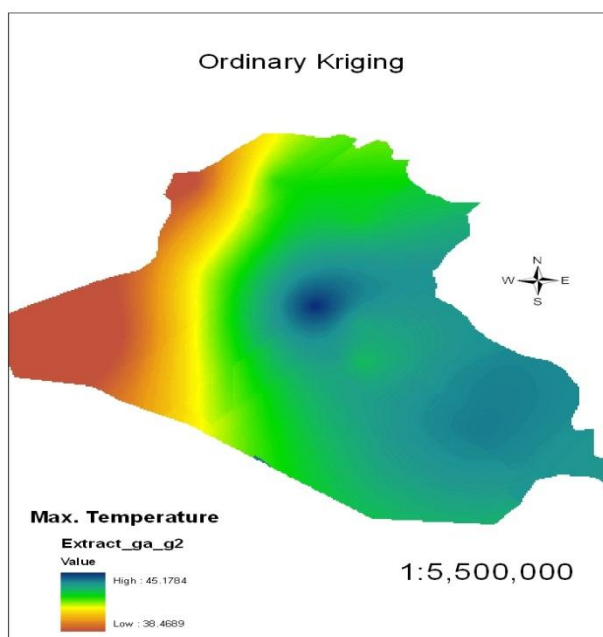 Ordinary Kriging
N
W E
S
Max. Temperature
Extract_ga_g2
Value
High : 45.1784
Low : 38.4689
1:5,500,000